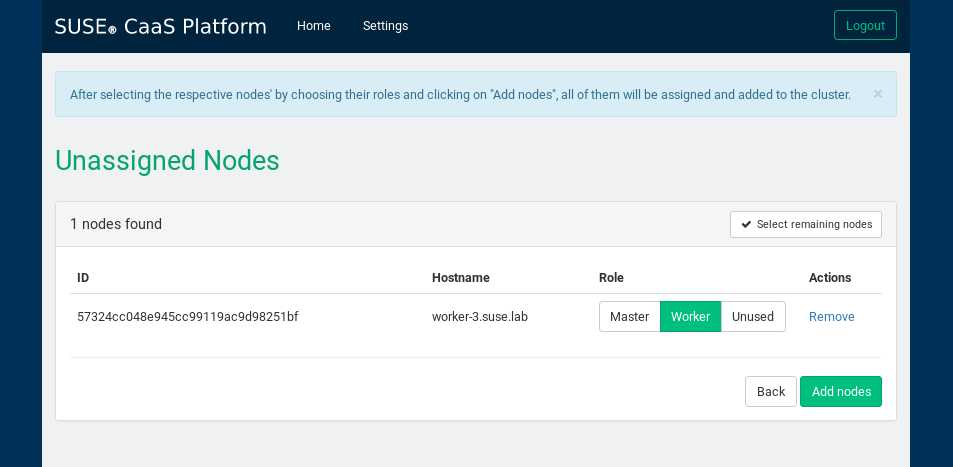 SUSE® CaaS Platform Home Settings Logout
After selecting the respective nodes' by choosing their roles and clicking on "Add nodes", all of them will be assigned and added to the cluster. ×
Unassigned Nodes
1 nodes found ✔ Select remaining nodes
ID Hostname Role Actions
57324cc048e945cc99119ac9d98251bf worker-3.suse.lab Master Worker Unused Remove
Back Add nodes